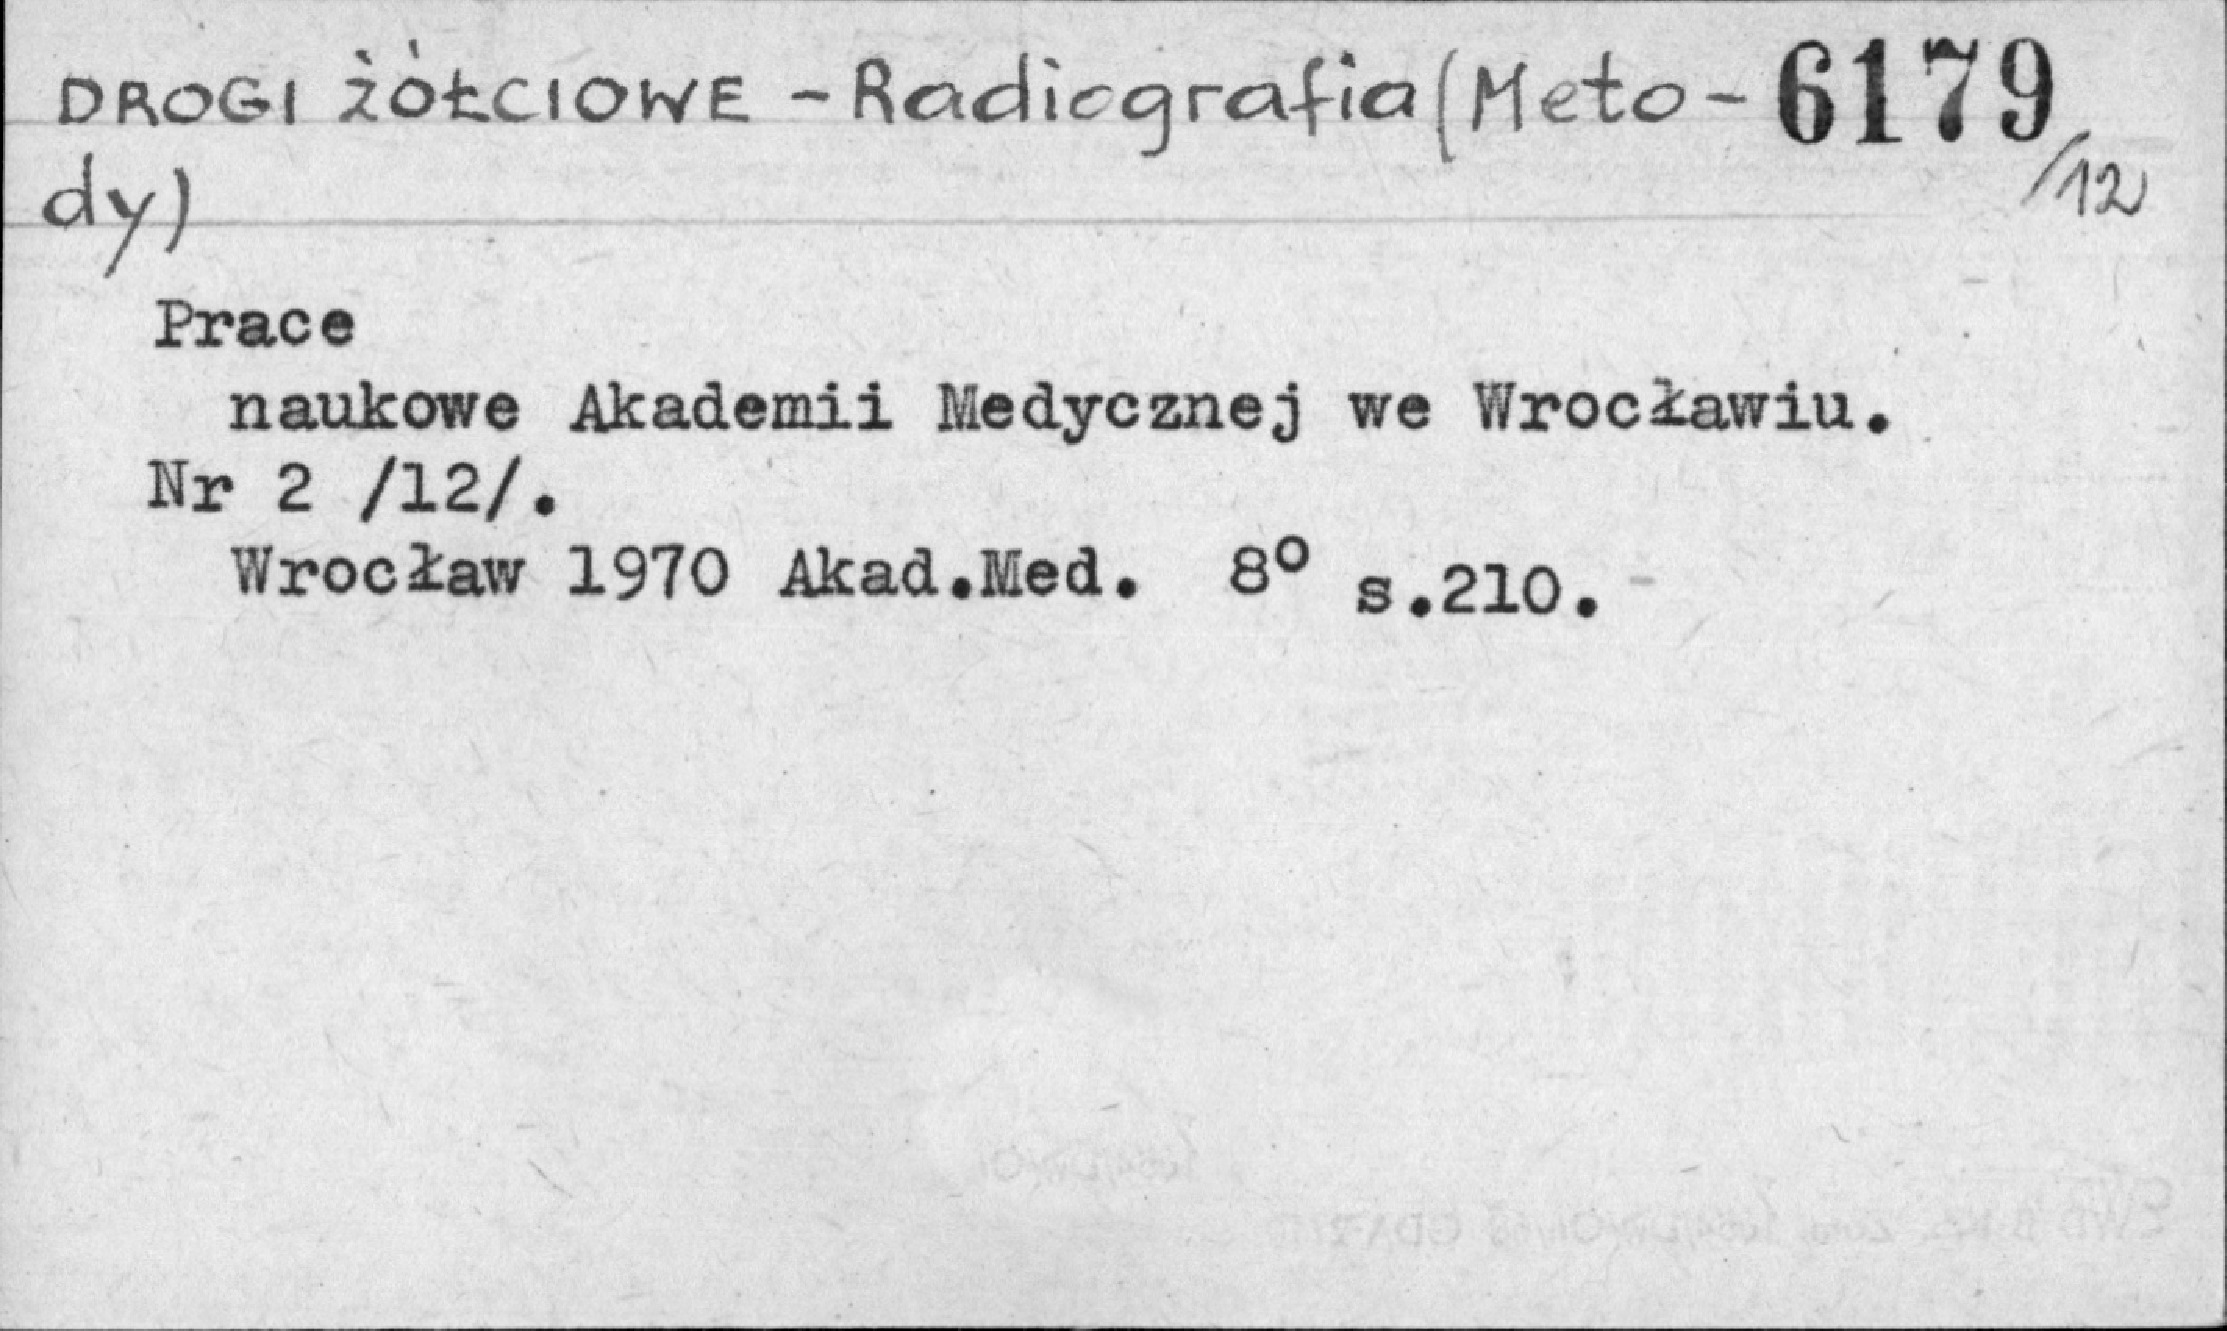 DROGI ŻÓŁCIOWE - Radiografia (Meto- 6179
dy) /12
Prace
naukowe Akademii Medycznej we Wrocławiu.
Nr 2 /12/.
Wrocław 1970 Akad.Med. 8° s.210.